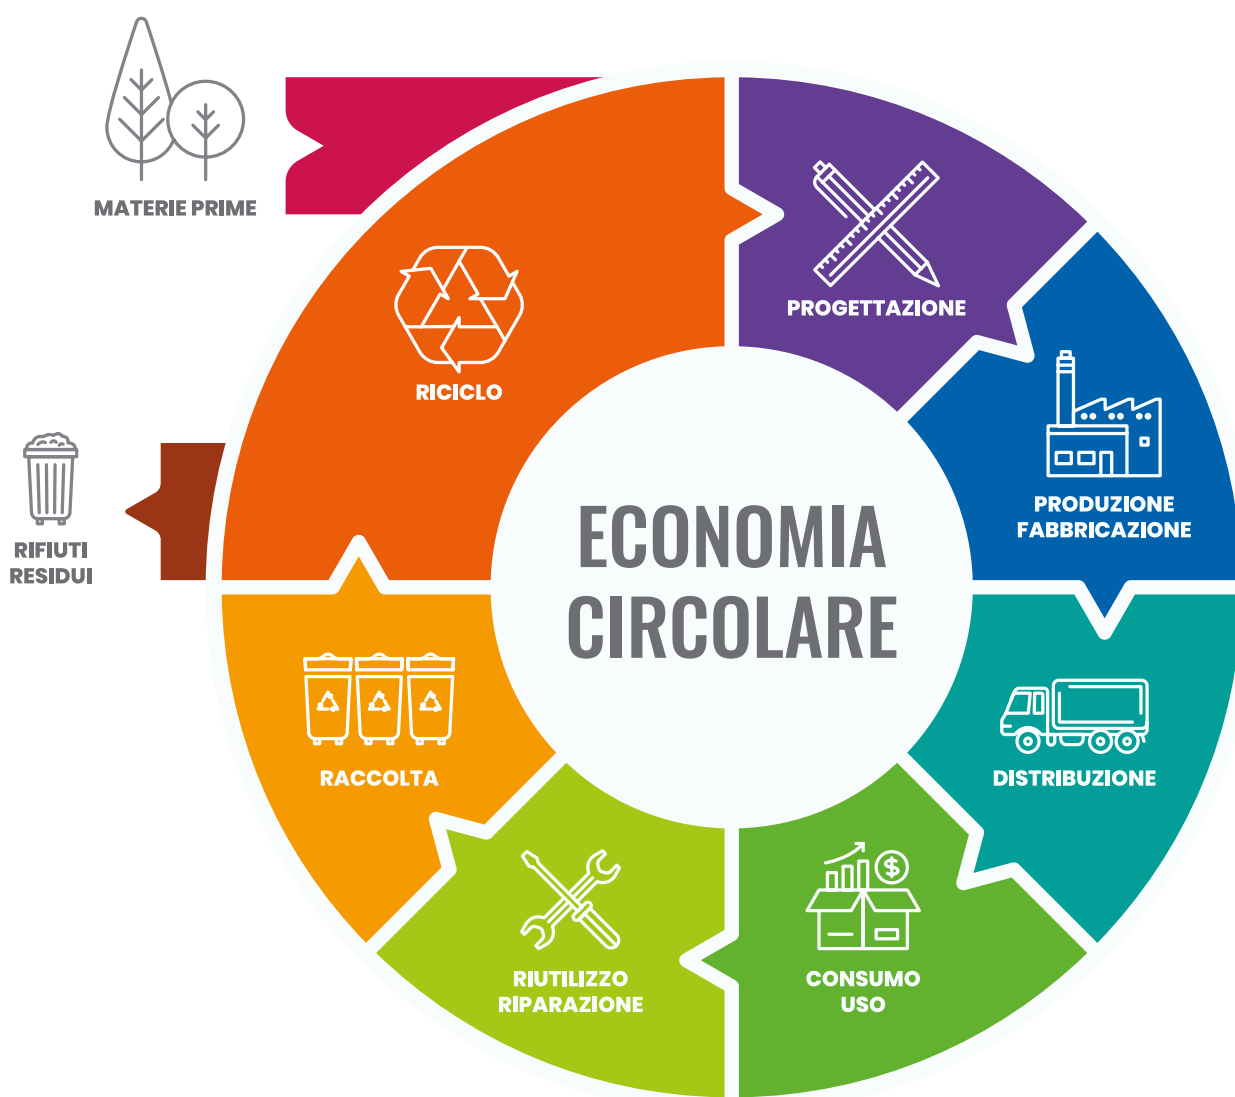 MATERIE PRIME
PROGETTAZIONE
RICICLO
PRODUZIONE
FABBRICAZIONE
ECONOMIA
CIRCOLARE
RIFIUTI
RESIDUI
DISTRIBUZIONE
RACCOLTA
CONSUMO
USO
RIUTILIZZO
RIPARAZIONE
$